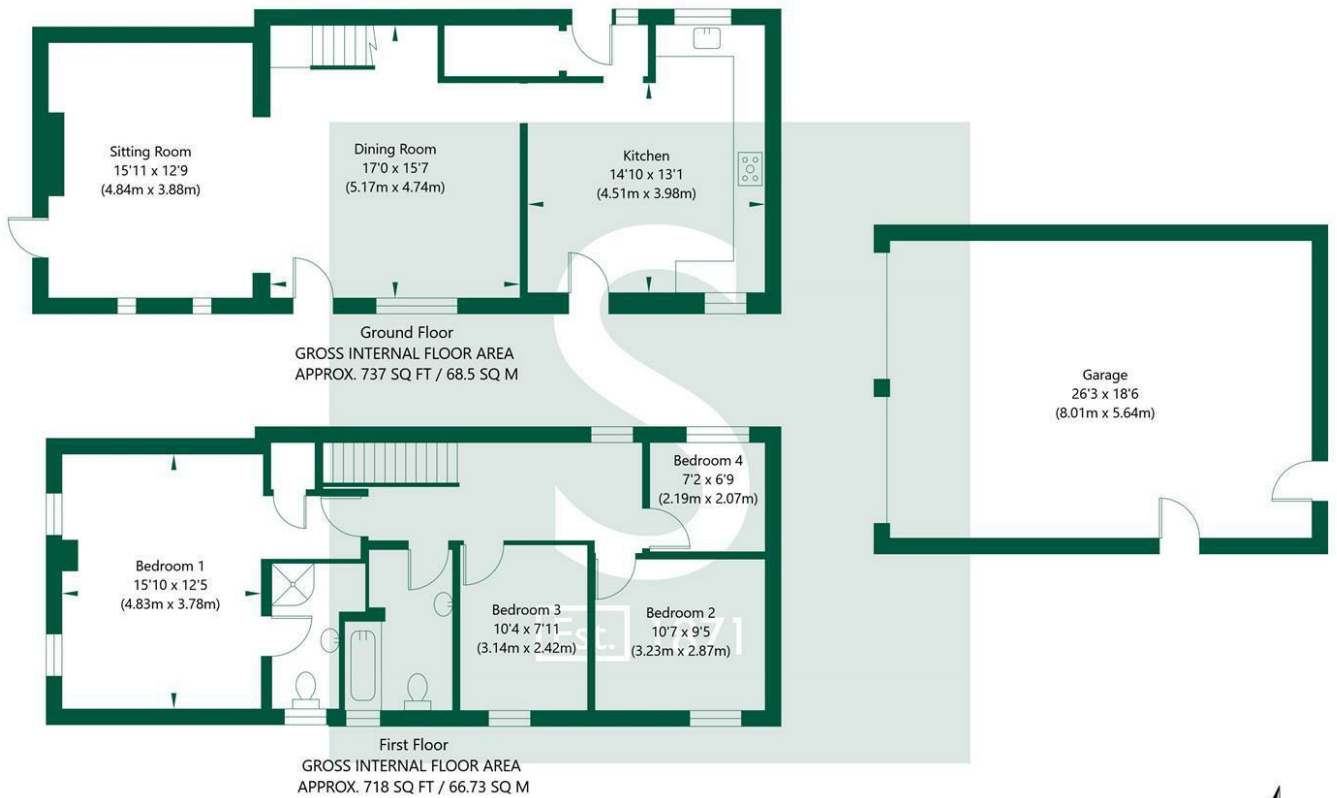 Sitting Room
15'11 x 12'9
(4.84m x 3.88m)
Dining Room
17'0 x 15'7
(5.17m x 4.74m)
Kitchen
14'10 x 13'1
(4.51m x 3.98m)
Ground Floor
GROSS INTERNAL FLOOR AREA
APPROX. 737 SQ FT / 68.5 SQ M
Garage
26'3 x 18'6
(8.01m x 5.64m)
Bedroom 1
15'10 x 12'5
(4.83m x 3.78m)
Bedroom 4
7'2 x 6'9
(2.19m x 2.07m)
Bedroom 3
10'4 x 7'11
(3.14m x 2.42m)
Bedroom 2
10'7 x 9'5
(3.23m x 2.87m)
S
Est. 1871
First Floor
GROSS INTERNAL FLOOR AREA
APPROX. 718 SQ FT / 66.73 SQ M